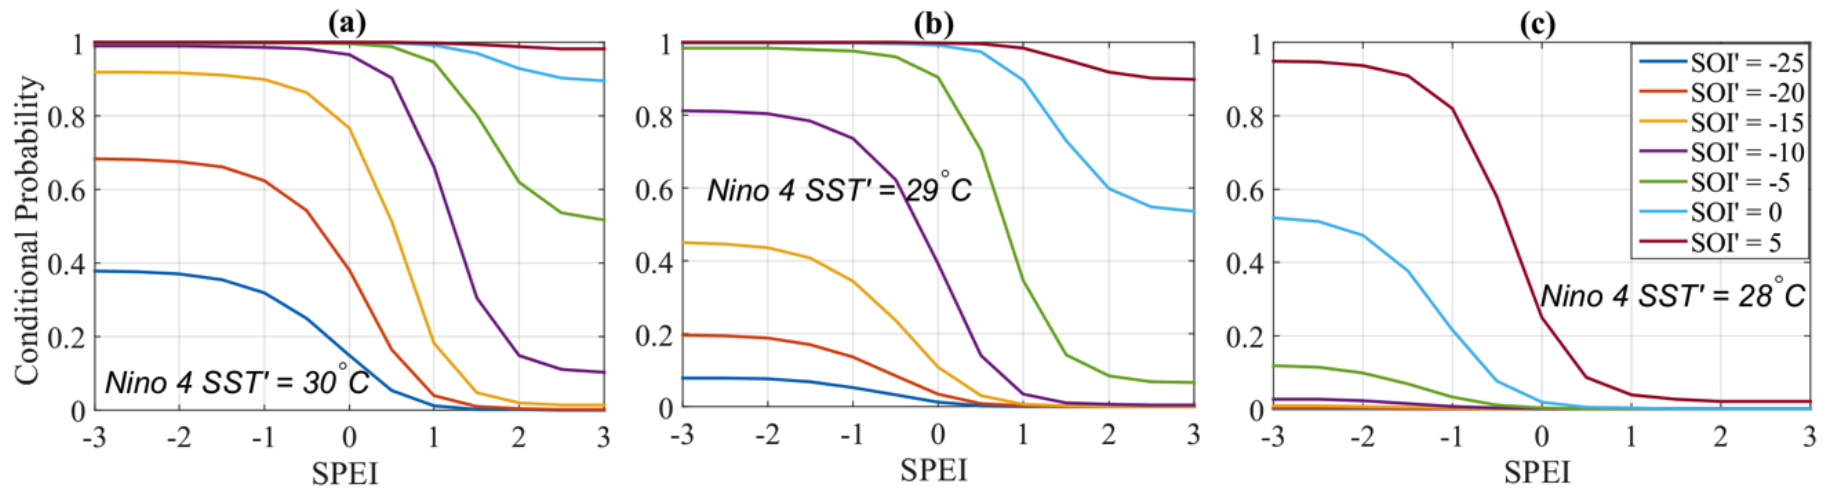 (a)
(b)
(c)
Conditional Probability
1
0.8
0.6
0.4
0.2
0
-3 -2 -1 0 1 2 3
SPEI
Nino 4 SST' = 30°C
1
0.8
0.6
0.4
0.2
0
-3 -2 -1 0 1 2 3
SPEI
Nino 4 SST' = 29°C
1
0.8
0.6
0.4
0.2
0
-3 -2 -1 0 1 2 3
SPEI
Nino 4 SST' = 28°C
SOI' = -25
SOI' = -20
SOI' = -15
SOI' = -10
SOI' = -5
SOI' = 0
SOI' = 5